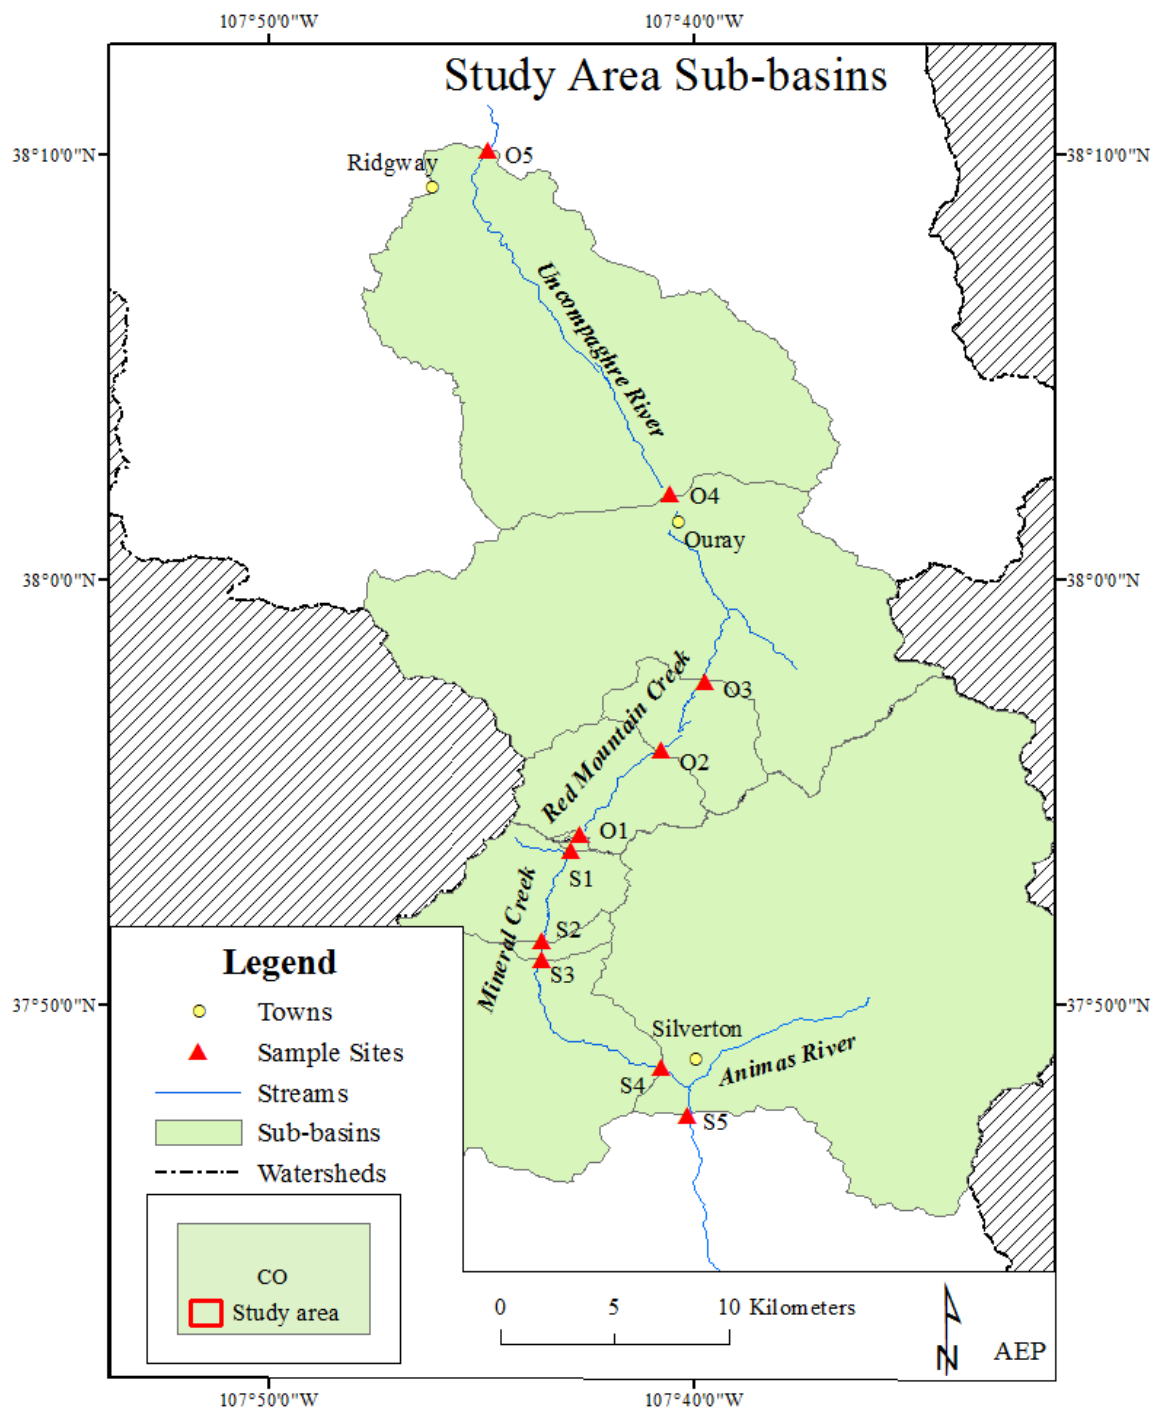 107°50'0"W
107°40'0"W
Study Area Sub-basins
38°10'0"N
38°10'0"N
Ridgway
O5
Uncompaghre River
O4
Ouray
38°0'0"N
38°0'0"N
Red Mountain Creek
O3
O2
O1
S1
Mineral Creek
S2
S3
37°50'0"N
37°50'0"N
Silverton
Animas River
S4
S5
Legend
Towns
Sample Sites
Streams
Sub-basins
Watersheds
CO
Study area
0 5 10 Kilometers
N
AEP
107°50'0"W
107°40'0"W